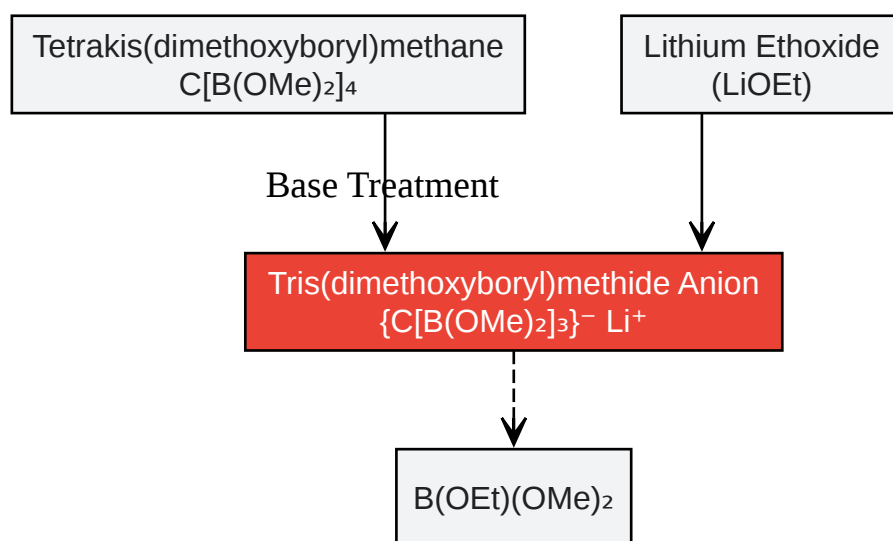 Tetrakis(dimethoxyboryl)methane
C[B(OMe)₂]₄
Lithium Ethoxide
(LiOEt)
Base Treatment
Tris(dimethoxyboryl)methide Anion
{C[B(OMe)₂]₃}⁻ Li⁺
B(OEt)(OMe)₂